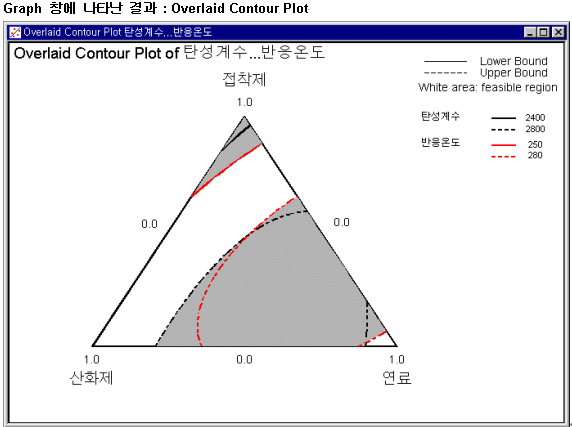 Graph 창에 나타난 결과 : Overlaid Contour Plot
Overlaid Contour Plot 탄성계수...반응온도
Overlaid Contour Plot of 탄성계수...반응온도
Lower Bound
Upper Bound
White area: feasible region
접착제
1.0
탄성계수 2400
2800
반응온도 250
280
0.0 0.0
1.0 0.0 1.0
산화제 연료